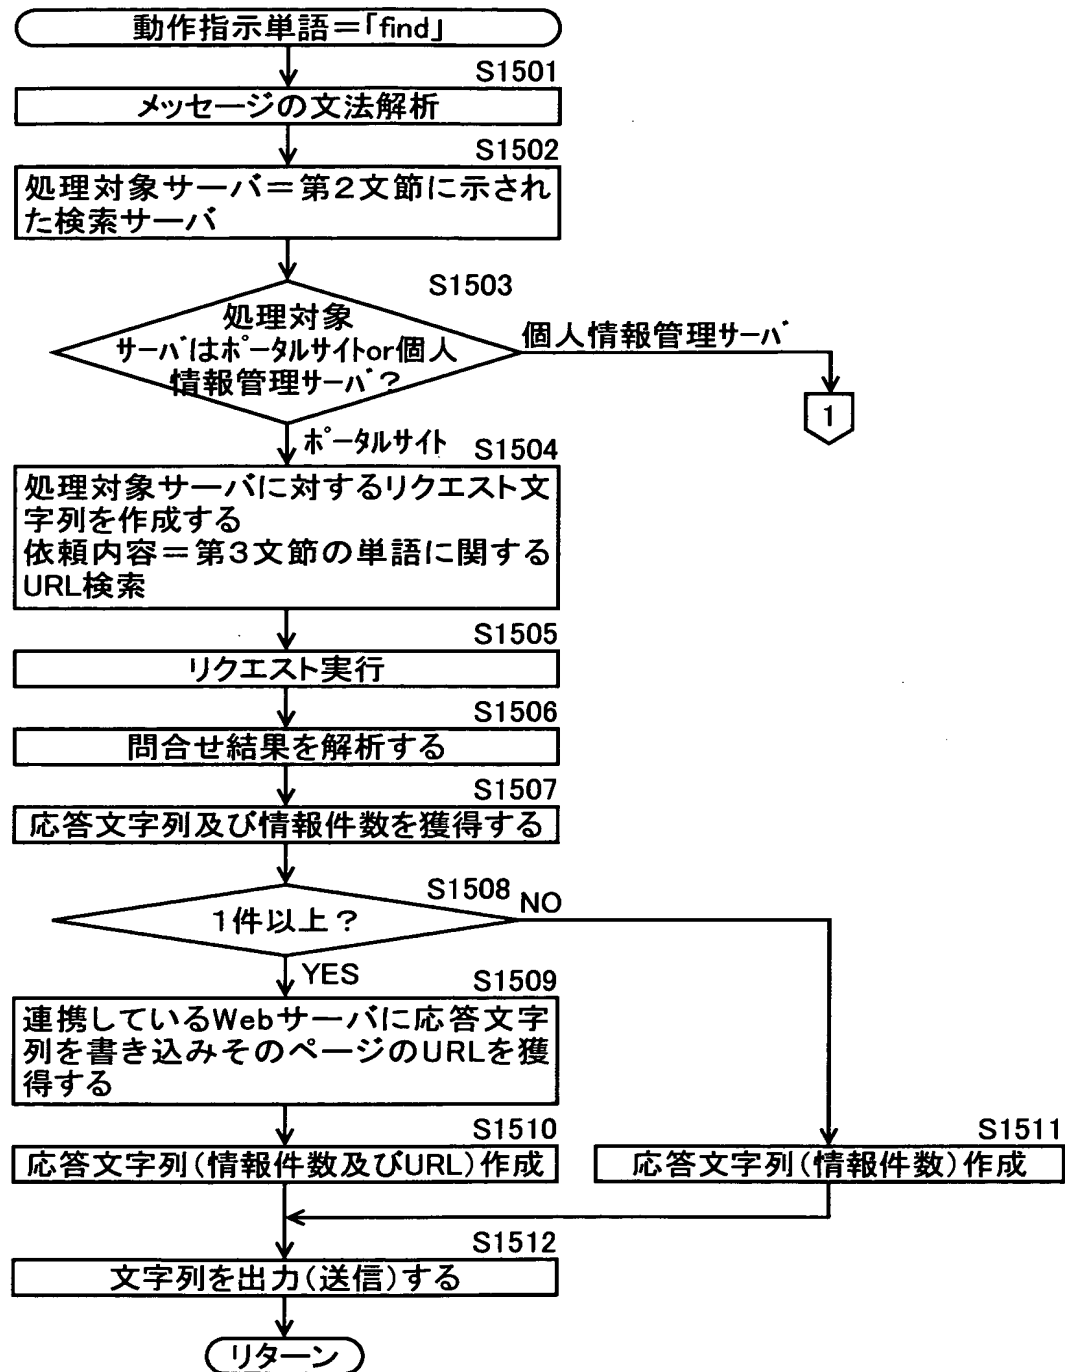 動作指示単語=「find」
S1501
メッセージの文法解析
S1502
処理対象サーバ=第2文節に示され
た検索サーバ
S1503
処理対象
サーバはポータルサイトor個人
情報管理サーバ?
個人情報管理サーバ
1
ポータルサイト
S1504
処理対象サーバに対するリクエスト文
字列を作成する
依頼内容=第3文節の単語に関する
URL検索
S1505
リクエスト実行
S1506
問合せ結果を解析する
S1507
応答文字列及び情報件数を獲得する
S1508
NO
1件以上?
YES
S1509
連携しているWebサーバに応答文字
列を書き込みそのページのURLを獲
得する
S1510
応答文字列(情報件数及びURL)作成
S1511
応答文字列(情報件数)作成
S1512
文字列を出力(送信)する
リターン